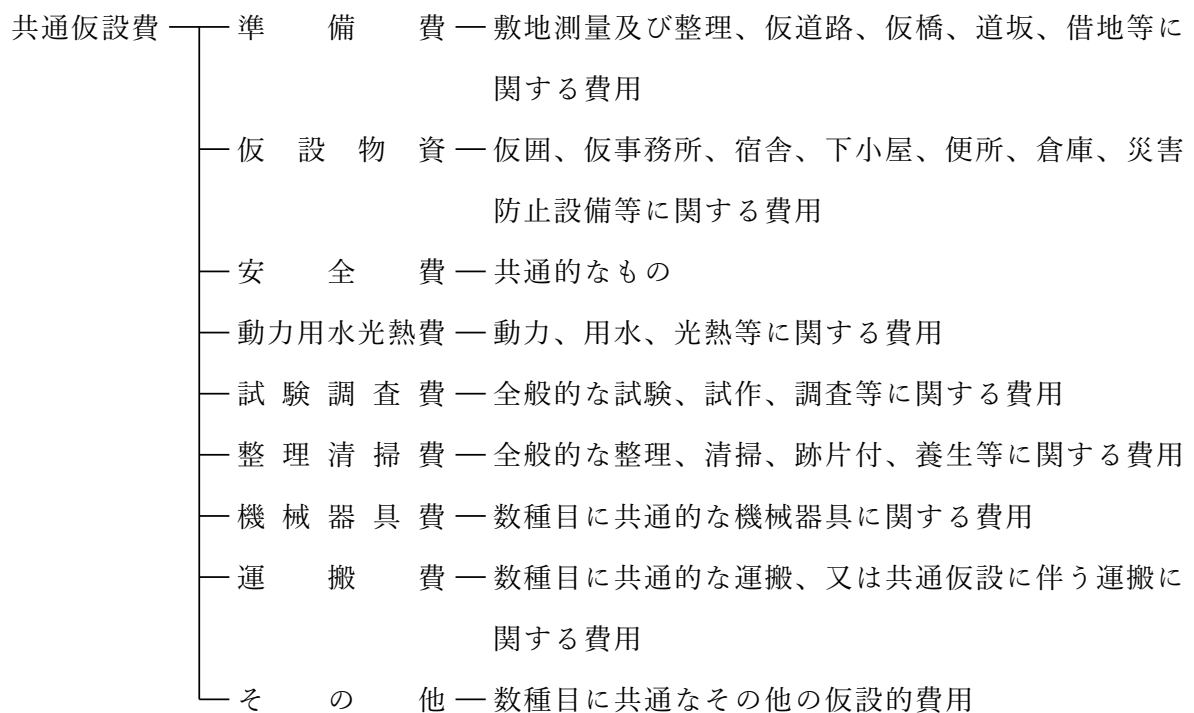 共通仮設費 準備費 敷地測量及び整理、仮道路、仮橋、道坂、借地等に
関する費用
仮設物資 仮囲、仮事務所、宿舎、下小屋、便所、倉庫、災害
防止設備等に関する費用
安全費 共通的なもの
動力用水光熱費 動力、用水、光熱等に関する費用
試験調査費 全般的な試験、試作、調査等に関する費用
整理清掃費 全般的な整理、清掃、跡片付、養生等に関する費用
機械器具費 数種目に共通的な機械器具に関する費用
運搬費 数種目に共通的な運搬、又は共通仮設に伴う運搬に
関する費用
その他 数種目に共通なその他の仮設的費用